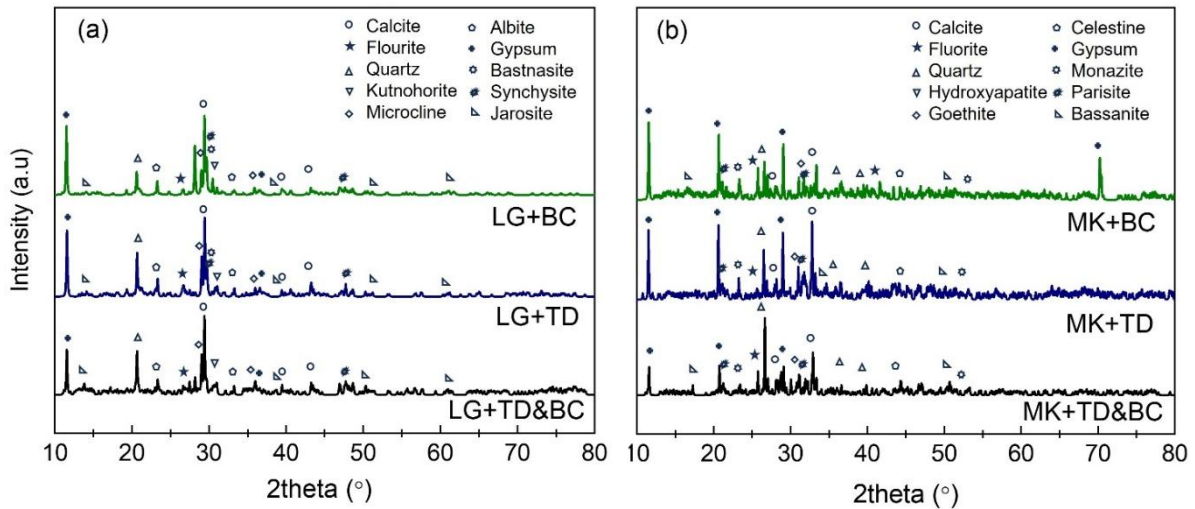 (a)
Calcite
Flourite
Quartz
Kutnohorite
Microcline
Albite
Gypsum
Bastnasite
Synchysite
Jarosite
LG+BC
LG+TD
LG+TD&BC
Intensity (a.u)
10 20 30 40 50 60 70 80
2theta (°)
(b)
Calcite
Fluorite
Quartz
Hydroxyapatite
Goethite
Celestine
Gypsum
Monazite
Parisite
Bassanite
MK+BC
MK+TD
MK+TD&BC
10 20 30 40 50 60 70 80
2theta (°)